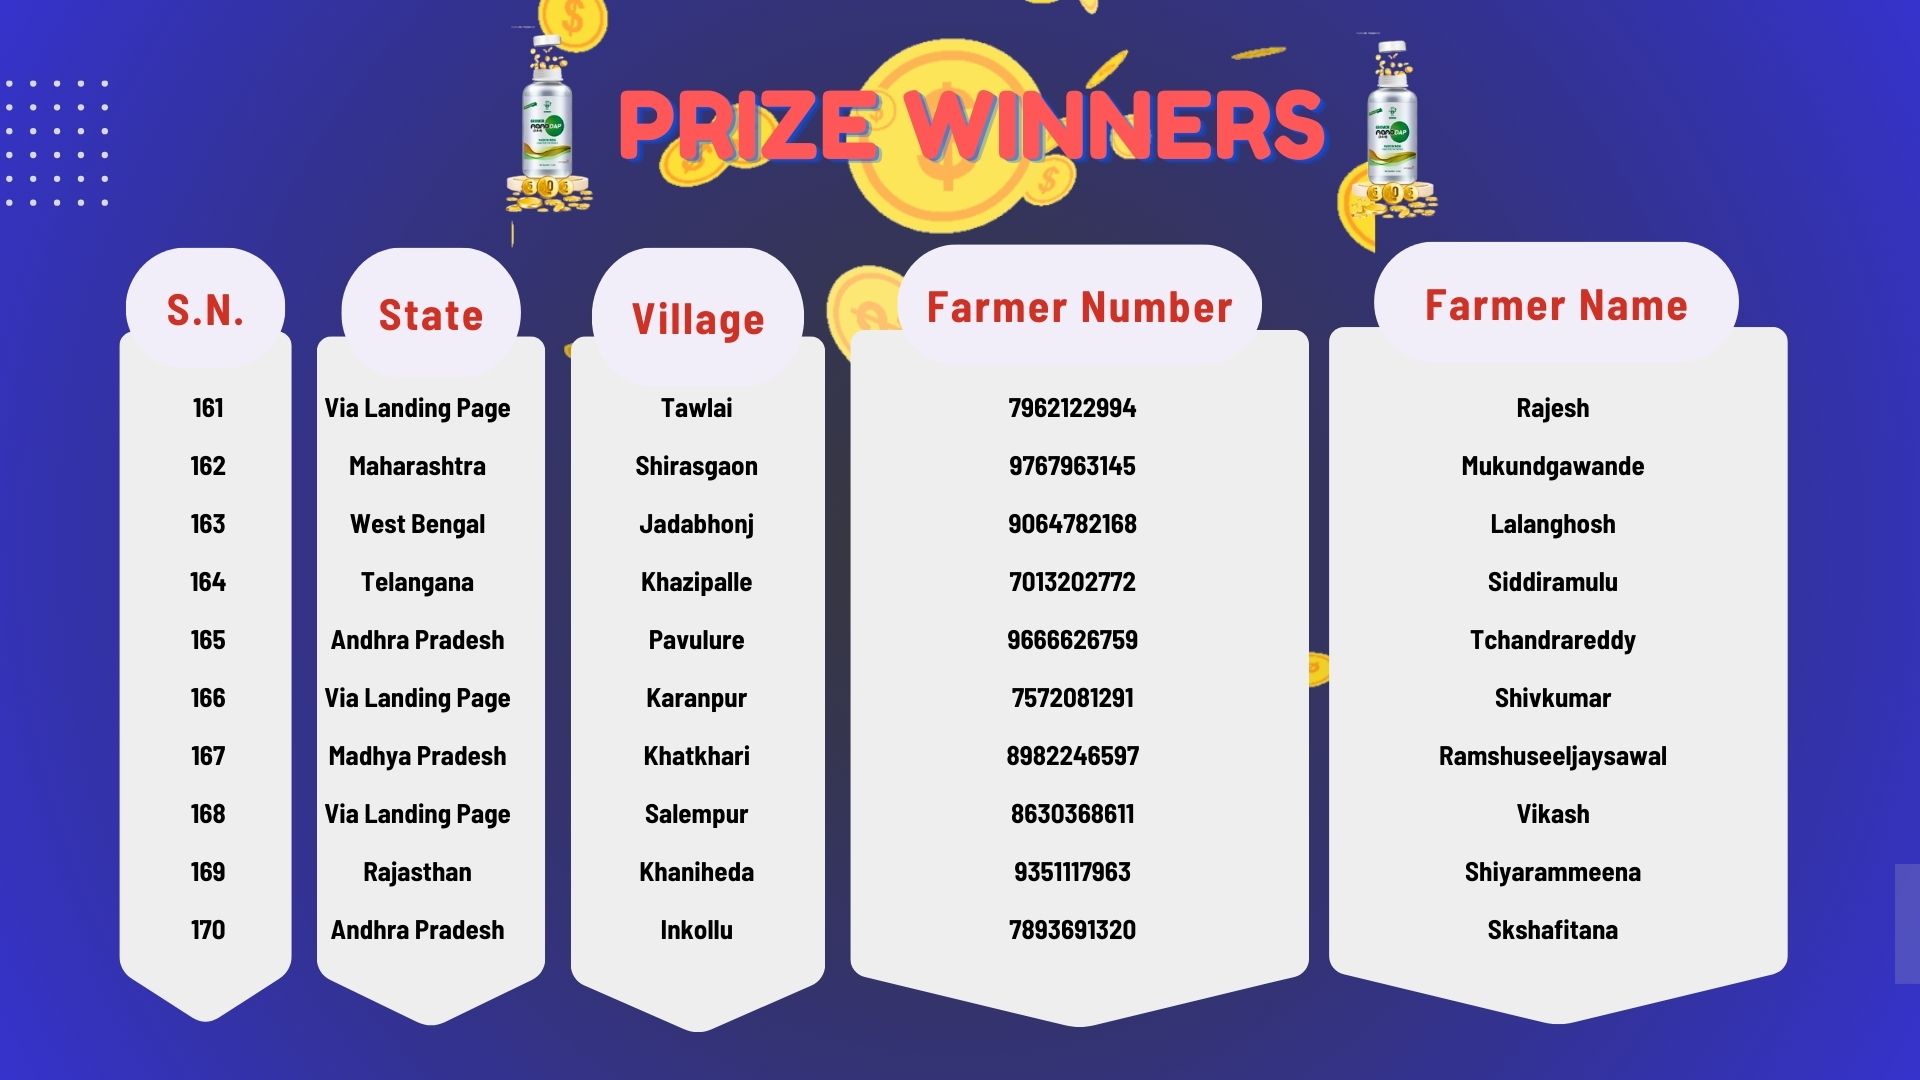 PRIZE WINNERS
S.N. State Village Farmer Number Farmer Name
161 Via Landing Page Tawlai 7962122994 Rajesh
162 Maharashtra Shirasgaon 9767963145 Mukundgawande
163 West Bengal Jadabhonj 9064782168 Lalanghosh
164 Telangana Khazipalle 7013202772 Siddiramulu
165 Andhra Pradesh Pavulure 9666626759 Tchandrareddy
166 Via Landing Page Karanpur 7572081291 Shivkumar
167 Madhya Pradesh Khatkhari 8982246597 Ramshuseeljaysawal
168 Via Landing Page Salempur 8630368611 Vikash
169 Rajasthan Khaniheda 9351117963 Shiyarammeena
170 Andhra Pradesh Inkollu 7893691320 Skshafitana